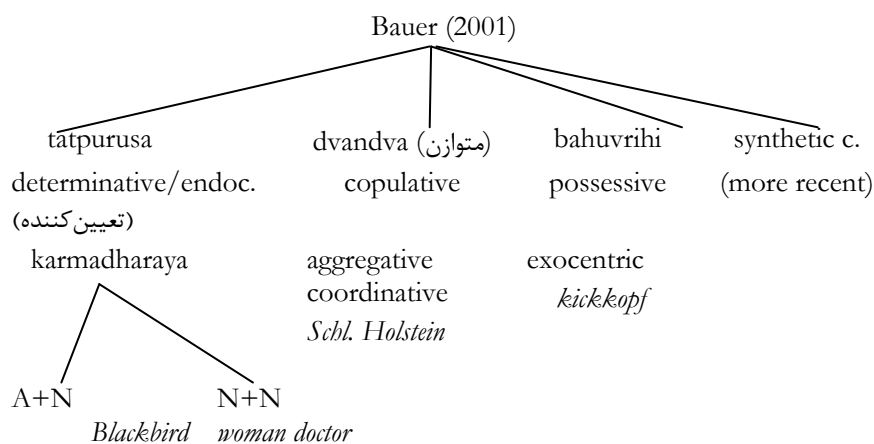 Bauer (2001)
tatpurusa dvandva (متوازن) bahuvrihi synthetic c.
determinative/endoc. copulative possessive (more recent)
(تعیین‌کننده)
karmadharaya aggregative exocentric
coordinative kickkopf
Schl. Holstein
A+N N+N
Blackbird woman doctor